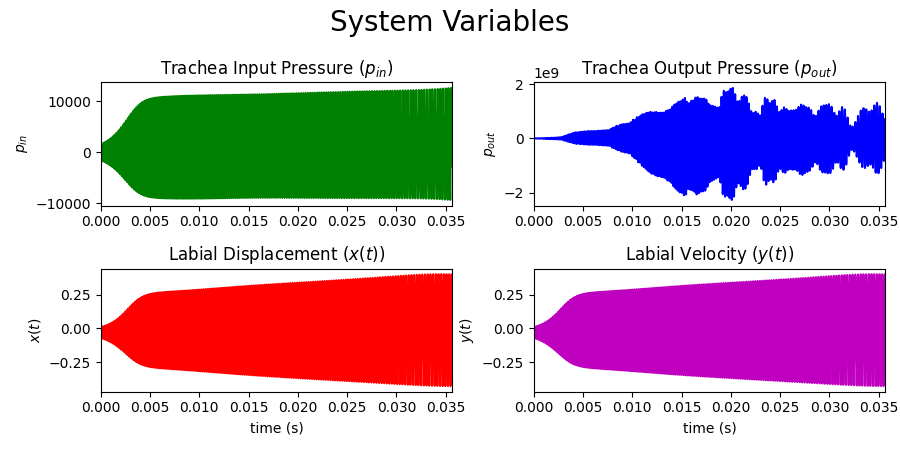 System Variables
Trachea Input Pressure (p_in)
p_in
10000
0
−10000
0.000 0.005 0.010 0.015 0.020 0.025 0.030 0.035
Trachea Output Pressure (p_out)
1e9
p_out
2
0
−2
0.000 0.005 0.010 0.015 0.020 0.025 0.030 0.035
Labial Displacement (x(t))
x(t)
0.25
0.00
−0.25
0.000 0.005 0.010 0.015 0.020 0.025 0.030 0.035
time (s)
Labial Velocity (y(t))
y(t)
0.25
0.00
−0.25
0.000 0.005 0.010 0.015 0.020 0.025 0.030 0.035
time (s)